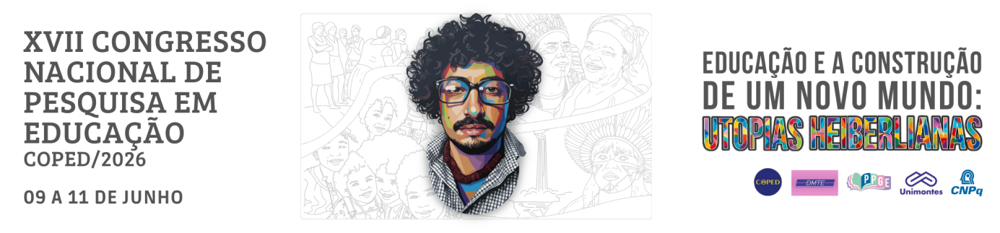 XVII CONGRESSO
NACIONAL DE
PESQUISA EM
EDUCAÇÃO
COPED/2026
09 A 11 DE JUNHO
EDUCAÇÃO E A CONSTRUÇÃO
DE UM NOVO MUNDO:
UTOPIAS HEIBERLIANAS
COPED
DMTE
PPGE
Unimontes
CNPq